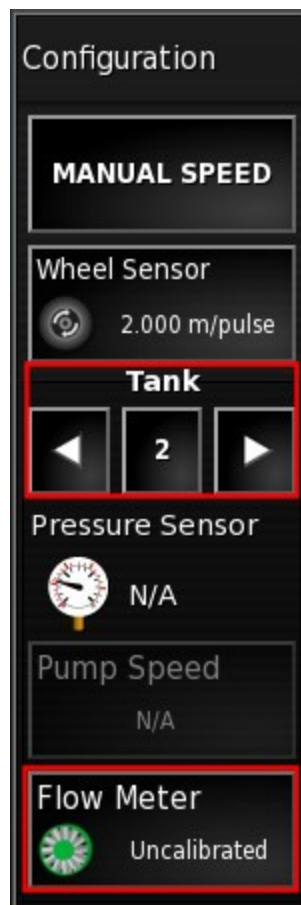 Configuration
MANUAL SPEED
Wheel Sensor
2.000 m/pulse
Tank
2
Pressure Sensor
N/A
Pump Speed
N/A
Flow Meter
Uncalibrated